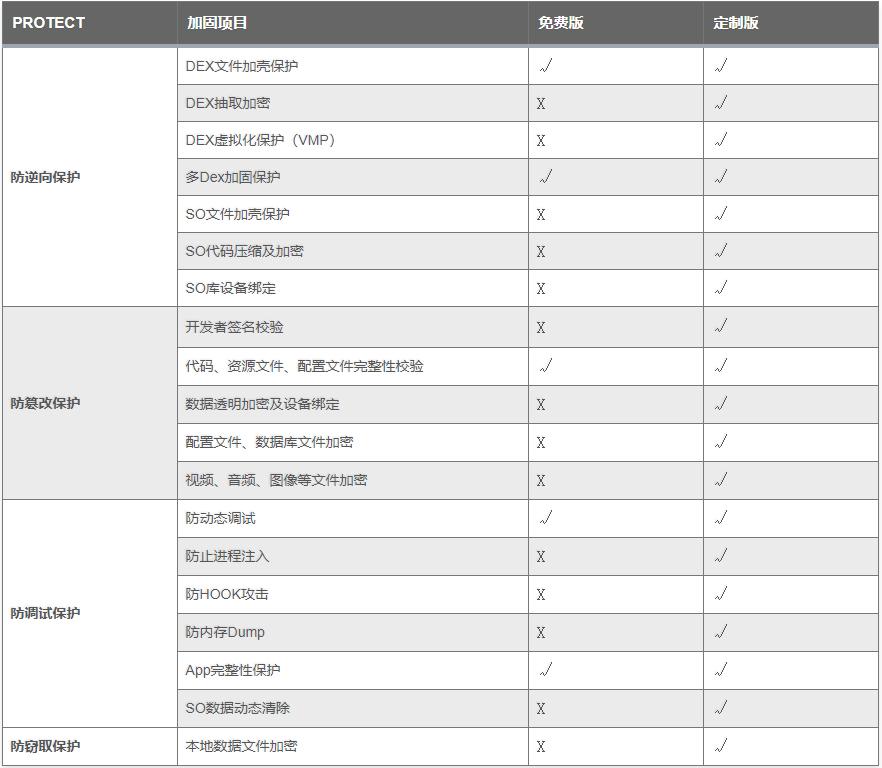 PROTECT 加固项目 免费版 定制版
DEX文件加壳保护 √ √
DEX抽取加密 X √
DEX虚拟化保护（VMP） X √
防逆向保护 多Dex加固保护 √ √
SO文件加壳保护 X √
SO代码压缩及加密 X √
SO库设备绑定 X √
开发者签名校验 X √
代码、资源文件、配置文件完整性校验 √ √
防篡改保护 数据透明加密及设备绑定 X √
配置文件、数据库文件加密 X √
视频、音频、图像等文件加密 X √
防动态调试 √ √
防止进程注入 X √
防HOOK攻击 X √
防调试保护
防内存Dump X √
App完整性保护 √ √
SO数据动态清除 X √
防窃取保护 本地数据文件加密 X √